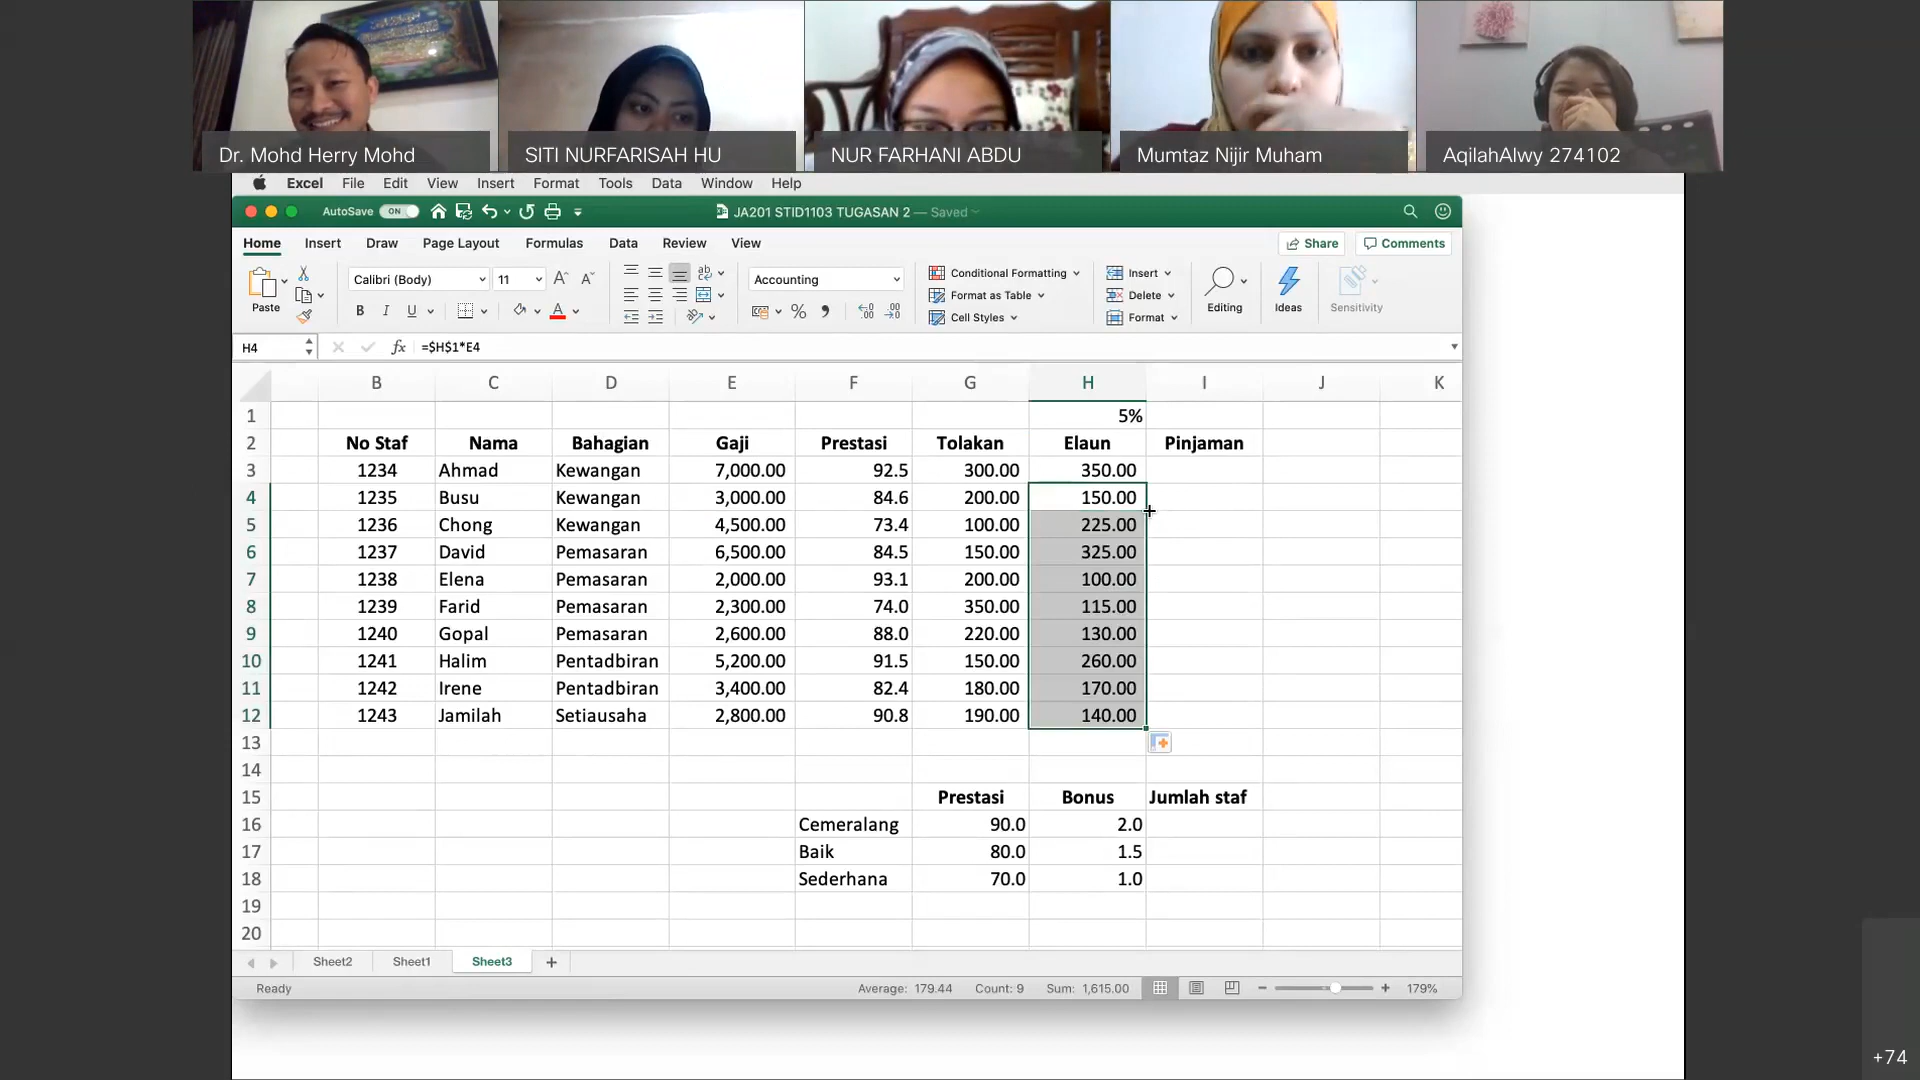 Dr. Mohd Herry Mohd
SITI NURFARISAH HU
NUR FARHANI ABDU
Mumtaz Nijir Muham
AqilahAlwy 274102
Excel File Edit View Insert Format Tools Data Window Help
AutoSave ON JA201 STID1103 TUGASAN 2 — Saved
Home Insert Draw Page Layout Formulas Data Review View Share Comments
Paste
Calibri (Body) 11
B I U
Accounting
Conditional Formatting
Format as Table
Cell Styles
Insert
Delete
Format
Editing
Ideas
Sensitivity
H4 fx =$H$1*E4
B C D E F G H I J K
1 5%
2 No Staf Nama Bahagian Gaji Prestasi Tolakan Elaun Pinjaman
3 1234 Ahmad Kewangan 7,000.00 92.5 300.00 350.00
4 1235 Busu Kewangan 3,000.00 84.6 200.00 150.00
5 1236 Chong Kewangan 4,500.00 73.4 100.00 225.00
6 1237 David Pemasaran 6,500.00 84.5 150.00 325.00
7 1238 Elena Pemasaran 2,000.00 93.1 200.00 100.00
8 1239 Farid Pemasaran 2,300.00 74.0 350.00 115.00
9 1240 Gopal Pemasaran 2,600.00 88.0 220.00 130.00
10 1241 Halim Pentadbiran 5,200.00 91.5 150.00 260.00
11 1242 Irene Pentadbiran 3,400.00 82.4 180.00 170.00
12 1243 Jamilah Setiausaha 2,800.00 90.8 190.00 140.00
13
14
15 Prestasi Bonus Jumlah staf
16 Cemeralang 90.0 2.0
17 Baik 80.0 1.5
18 Sederhana 70.0 1.0
19
20
Sheet2 Sheet1 Sheet3
Ready Average: 179.44 Count: 9 Sum: 1,615.00 179%
+74